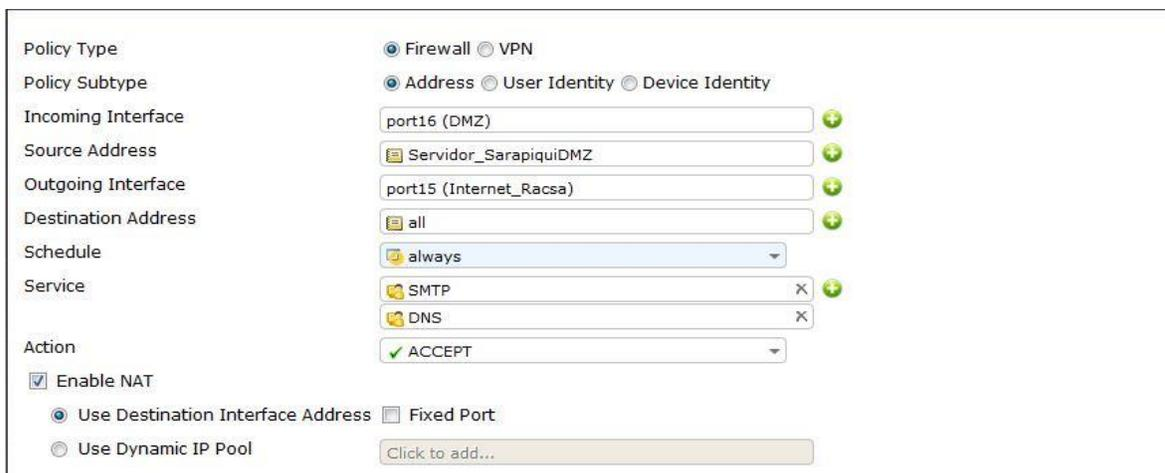 Policy Type Firewall VPN
Policy Subtype Address User Identity Device Identity
Incoming Interface port16 (DMZ)
Source Address Servidor_SarapiquiDMZ
Outgoing Interface port15 (Internet_Racsa)
Destination Address all
Schedule always
Service SMTP
DNS
Action ACCEPT
Enable NAT
Use Destination Interface Address Fixed Port
Use Dynamic IP Pool Click to add...